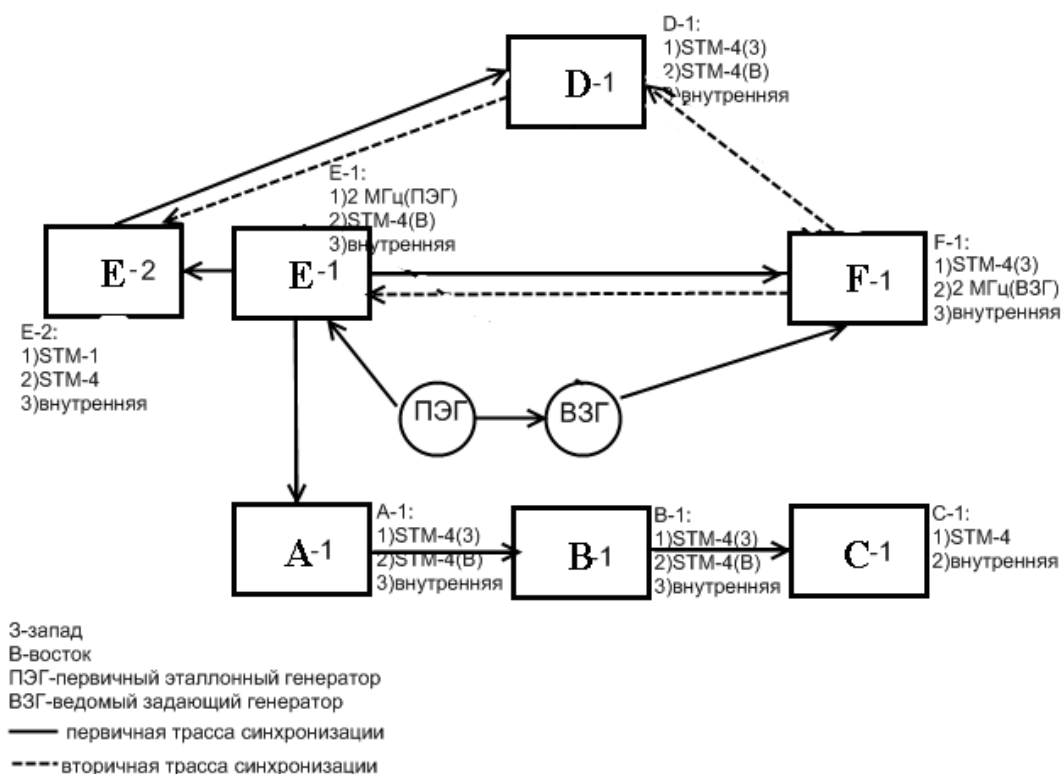 D-1:
1)STM-4(З)
2)STM-4(В)
3)внутренняя
D-1
E-1:
1)2 МГц(ПЭГ)
2)STM-4(В)
3)внутренняя
E-2
E-1
F-1
F-1:
1)STM-4(З)
2)2 МГц(ВЗГ)
3)внутренняя
E-2:
1)STM-1
2)STM-4
3)внутренняя
ПЭГ
ВЗГ
A-1
A-1:
1)STM-4(З)
2)STM-4(В)
3)внутренняя
B-1
B-1:
1)STM-4(З)
2)STM-4(В)
3)внутренняя
C-1
C-1:
1)STM-4
2)внутренняя
З-запад
В-восток
ПЭГ-первичный эталлонный генератор
ВЗГ-ведомый задающий генератор
первичная трасса синхронизации
вторичная трасса синхронизации